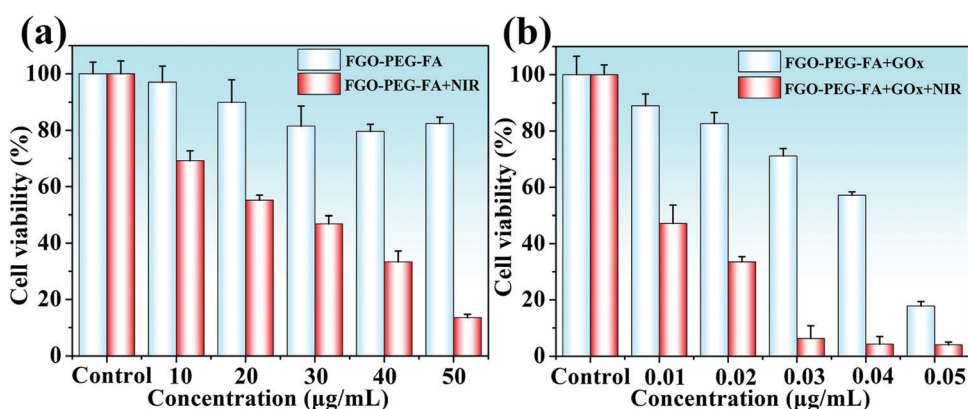 (a)
FGO-PEG-FA
FGO-PEG-FA+NIR
Cell viability (%)
100
80
60
40
20
0
Control 10 20 30 40 50
Concentration (µg/mL)
(b)
FGO-PEG-FA+GOx
FGO-PEG-FA+GOx+NIR
Cell viability (%)
100
80
60
40
20
0
Control 0.01 0.02 0.03 0.04 0.05
Concentration (µg/mL)